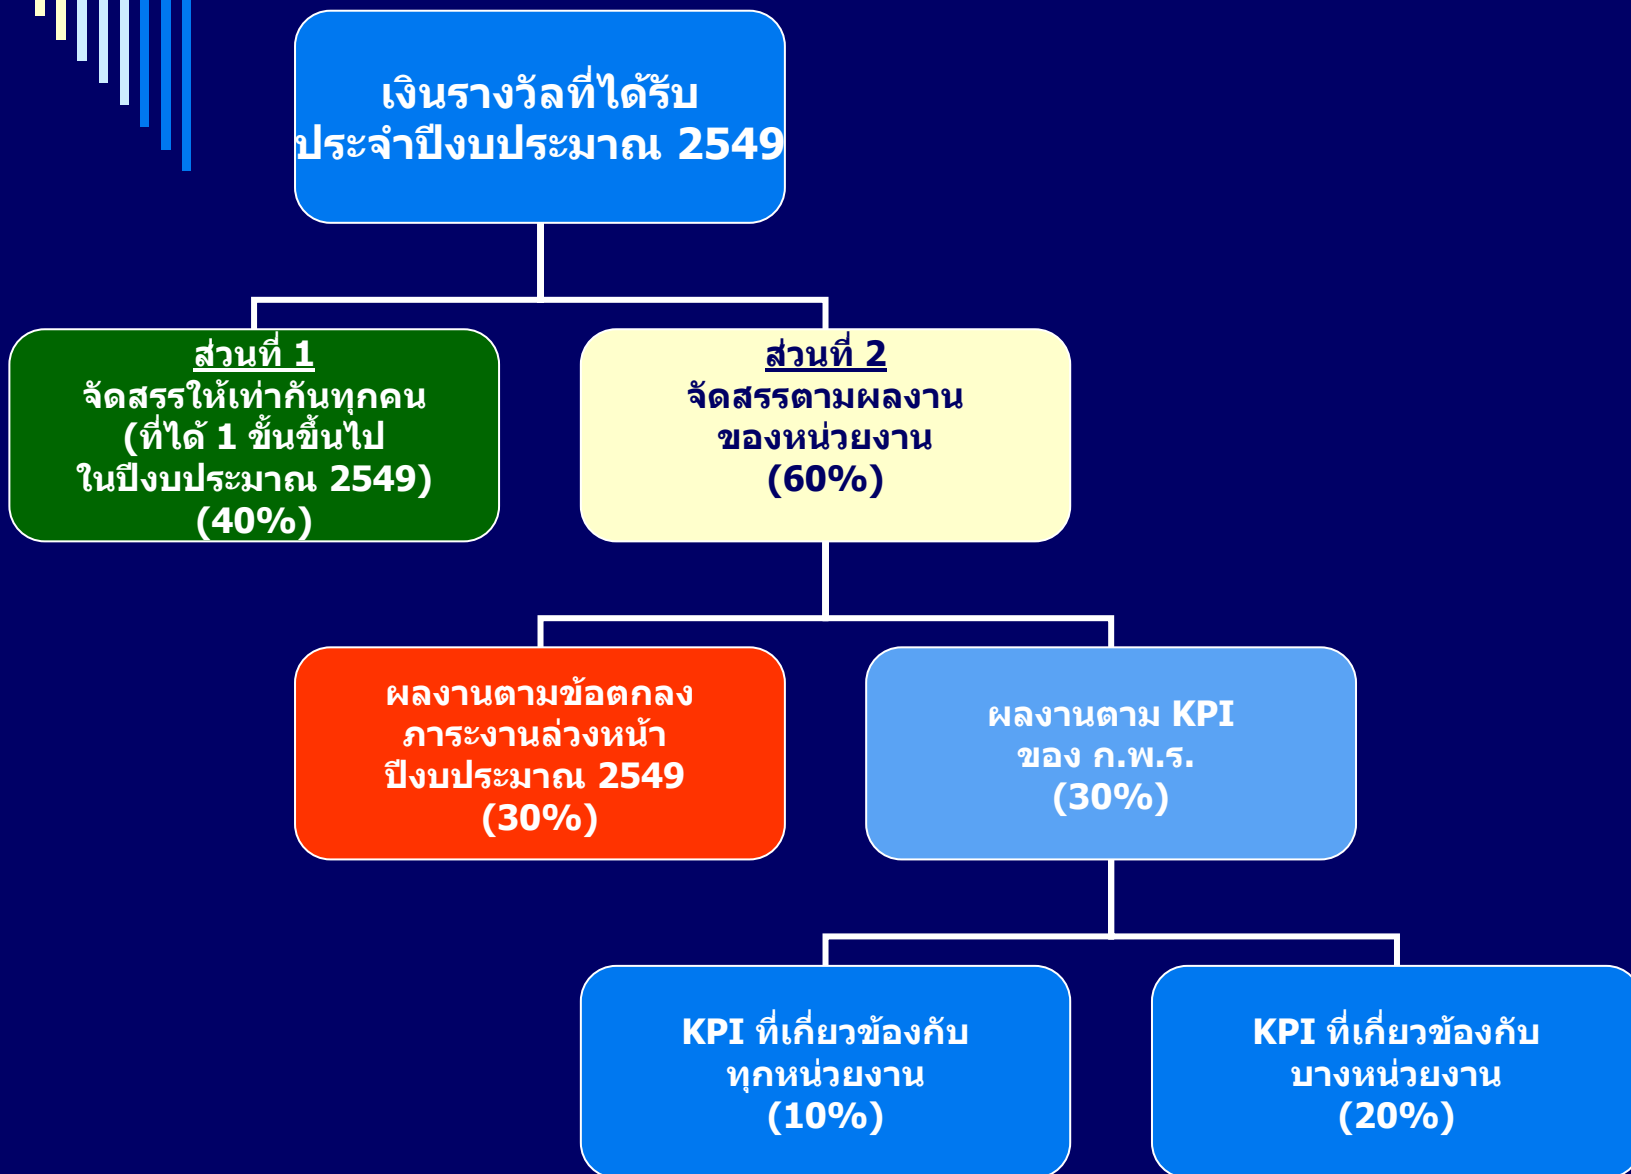 เงินรางวัลที่ได้รับ
ประจำปีงบประมาณ 2549
ส่วนที่ 1
จัดสรรให้เท่ากันทุกคน
(ที่ได้ 1 ขั้นขึ้นไป
ในปีงบประมาณ 2549)
(40%)
ส่วนที่ 2
จัดสรรตามผลงาน
ของหน่วยงาน
(60%)
ผลงานตามข้อตกลง
ภาระงานล่วงหน้า
ปีงบประมาณ 2549
(30%)
ผลงานตาม KPI
ของ ก.พ.ร.
(30%)
KPI ที่เกี่ยวข้องกับ
ทุกหน่วยงาน
(10%)
KPI ที่เกี่ยวข้องกับ
บางหน่วยงาน
(20%)